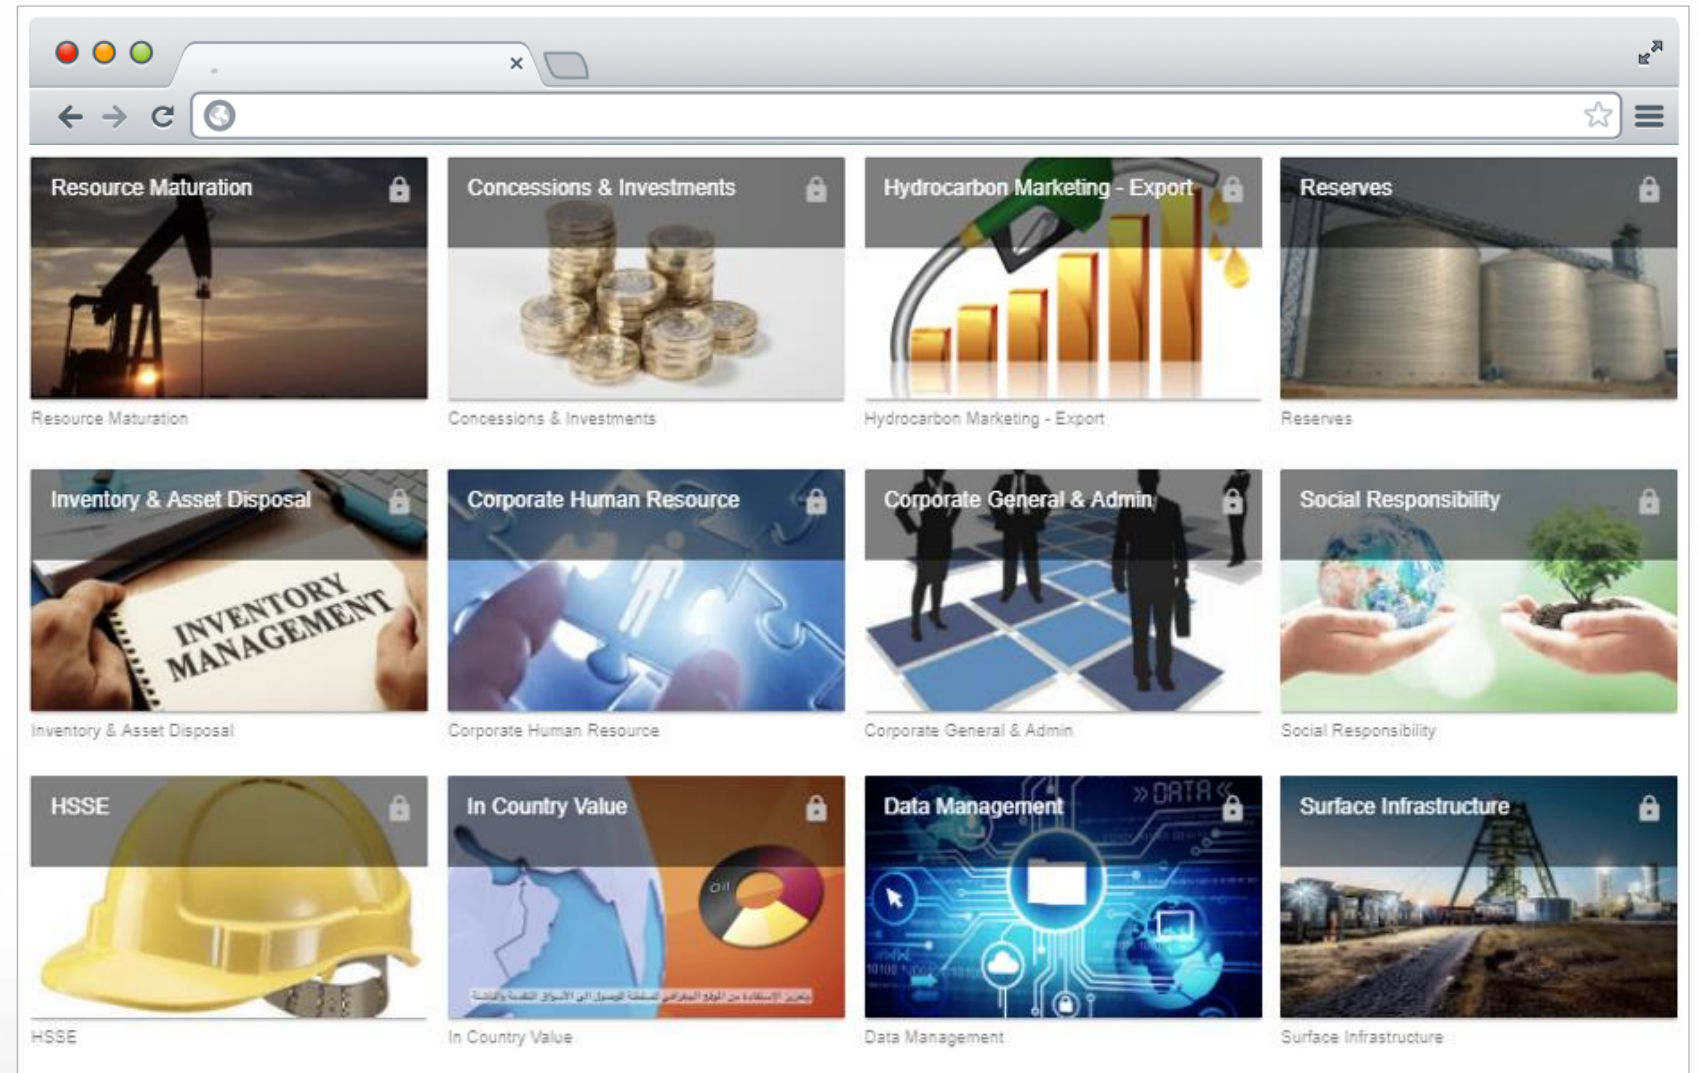 Resource Maturation
Concessions & Investments
Hydrocarbon Marketing - Export
Reserves
Resource Maturation
Concessions & Investments
Hydrocarbon Marketing - Export
Reserves
Inventory & Asset Disposal
Corporate Human Resource
Corporate General & Admin
Social Responsibility
INVENTORY
MANAGEMENT
Inventory & Asset Disposal
Corporate Human Resource
Corporate General & Admin
Social Responsibility
HSSE
In Country Value
Data Management
»DATA«
Surface Infrastructure
Oil
HSSE
In Country Value
Data Management
Surface Infrastructure